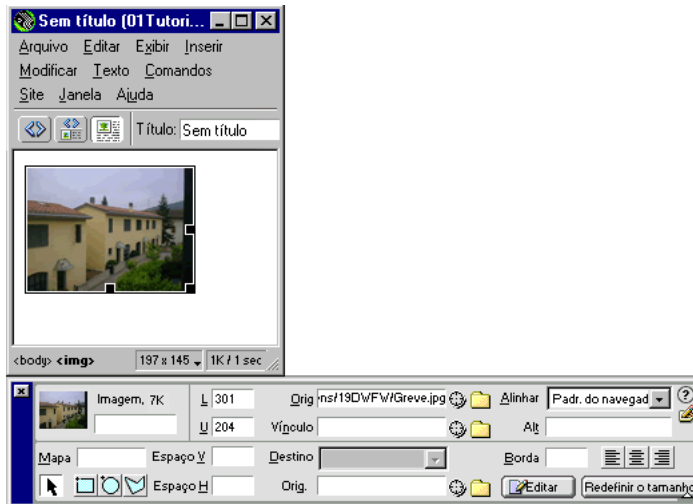 Sem título (01Tutori...
Arquivo Editar Exibir Inserir
Modificar Texto Comandos
Site Janela Ajuda
Título: Sem título
<body> <img> 197 x 145 1K / 1 sec
Imagem, 7K L 301 Orig ns/19DWFW/Greve.jpg Alinhar Padr. do navegad ?
U 204 Vínculo Alt
Mapa Espaço V Destino Borda
Espaço H Orig. Editar Redefinir o tamanho